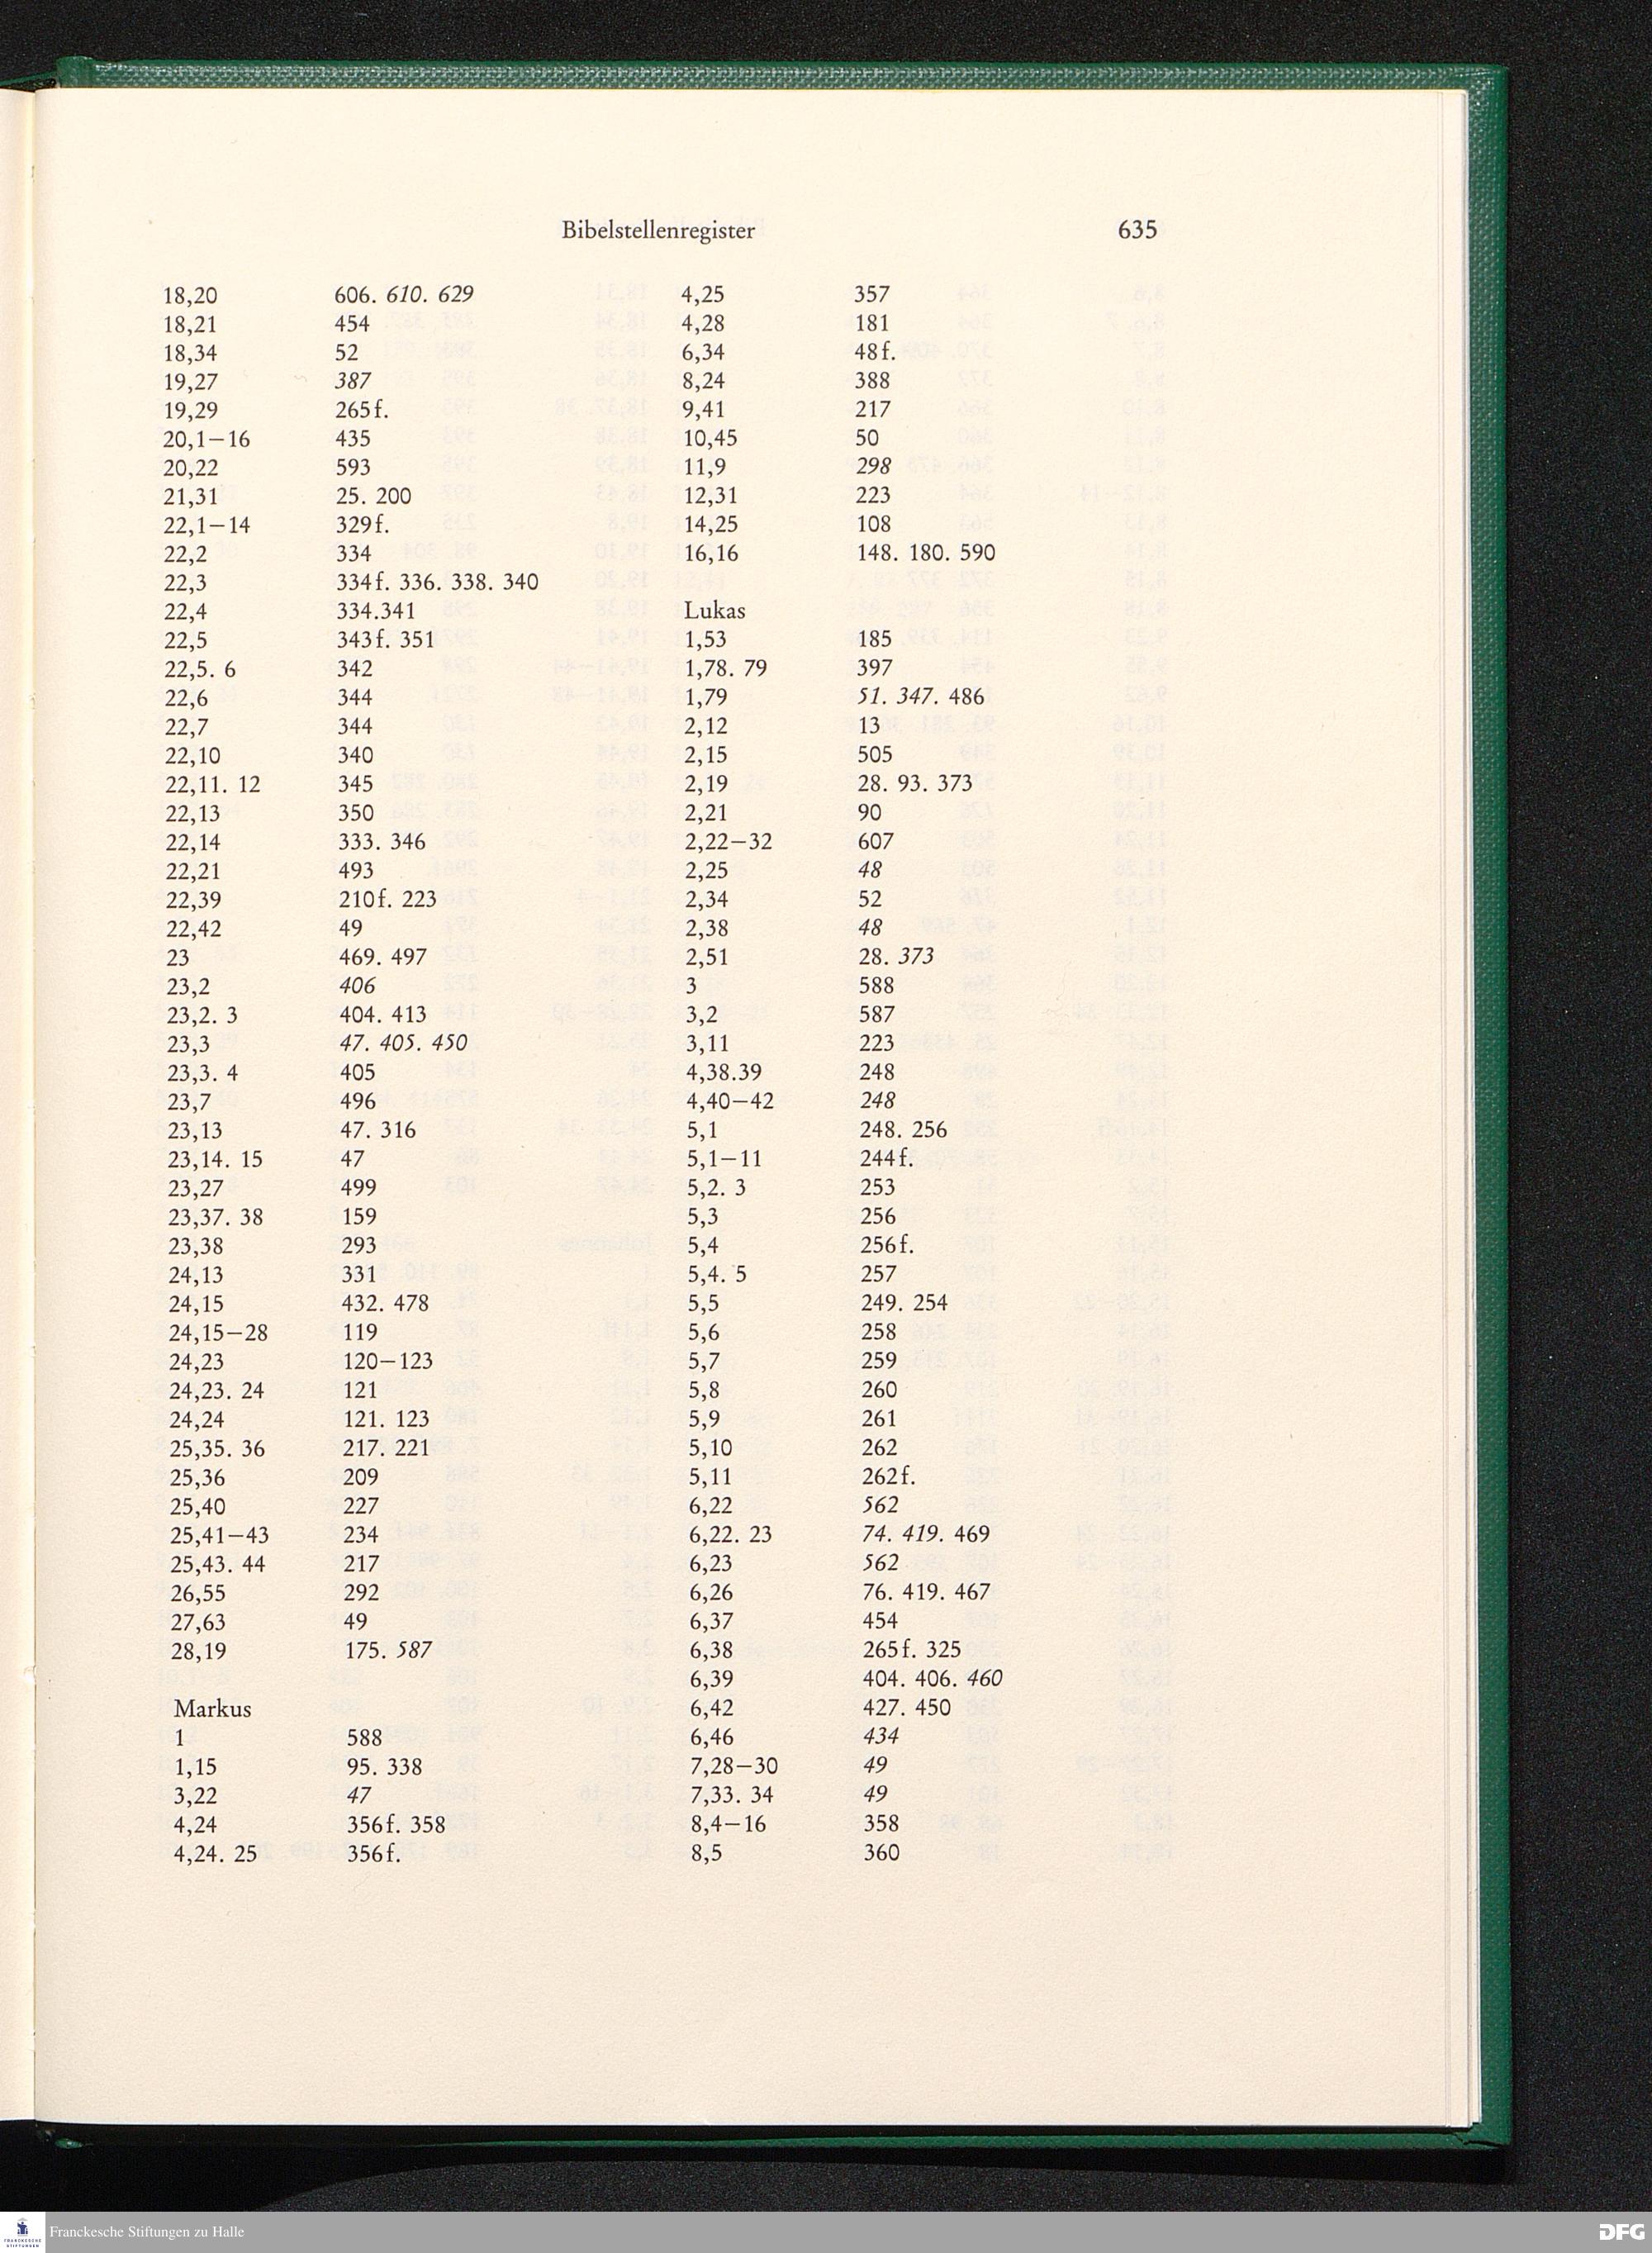 Bibelstellenregister 635
18,20 606. 610. 629
18,21 454
18,34 52
19,27 387
19,29 265f.
20,1—16 435
20,22 593
21,31 25. 200
22,1—14 329f.
22,2 334
22,3 334f. 336. 338. 340
22,4 334.341
22,5 343f. 351
22,5. 6 342
22,6 344
22,7 344
22,10 340
22,11. 12 345
22,13 350
22,14 333. 346
22,21 493
22,39 210f. 223
22,42 49
23 469. 497
23,2 406
23,2. 3 404. 413
23,3 47. 405. 450
23,3. 4 405
23,7 496
23,13 47. 316
23,14. 15 47
23,27 499
23,37. 38 159
23,38 293
24,13 331
24,15 432. 478
24,15—28 119
24,23 120—123
24,23. 24 121
24,24 121. 123
25,35. 36 217. 221
25,36 209
25,40 227
25,41—43 234
25,43. 44 217
26,55 292
27,63 49
28,19 175. 587
Markus
1 588
1,15 95. 338
3,22 47
4,24 356f. 358
4,24. 25 356f.
4,25 357
4,28 181
6,34 48f.
8,24 388
9,41 217
10,45 50
11,9 298
12,31 223
14,25 108
16,16 148. 180. 590
Lukas
1,53 185
1,78. 79 397
1,79 51. 347. 486
2,12 13
2,15 505
2,19 28. 93. 373
2,21 90
2,22—32 607
2,25 48
2,34 52
2,38 48
2,51 28. 373
3 588
3,2 587
3,11 223
4,38.39 248
4,40—42 248
5,1 248. 256
5,1—11 244f.
5,2. 3 253
5,3 256
5,4 256f.
5,4. 5 257
5,5 249. 254
5,6 258
5,7 259
5,8 260
5,9 261
5,10 262
5,11 262f.
6,22 562
6,22. 23 74. 419. 469
6,23 562
6,26 76. 419. 467
6,37 454
6,38 265f. 325
6,39 404. 406. 460
6,42 427. 450
6,46 434
7,28—30 49
7,33. 34 49
8,4—16 358
8,5 360
FRANCKESCHE
STIFTUNGEN
Franckesche Stiftungen zu Halle
DFG